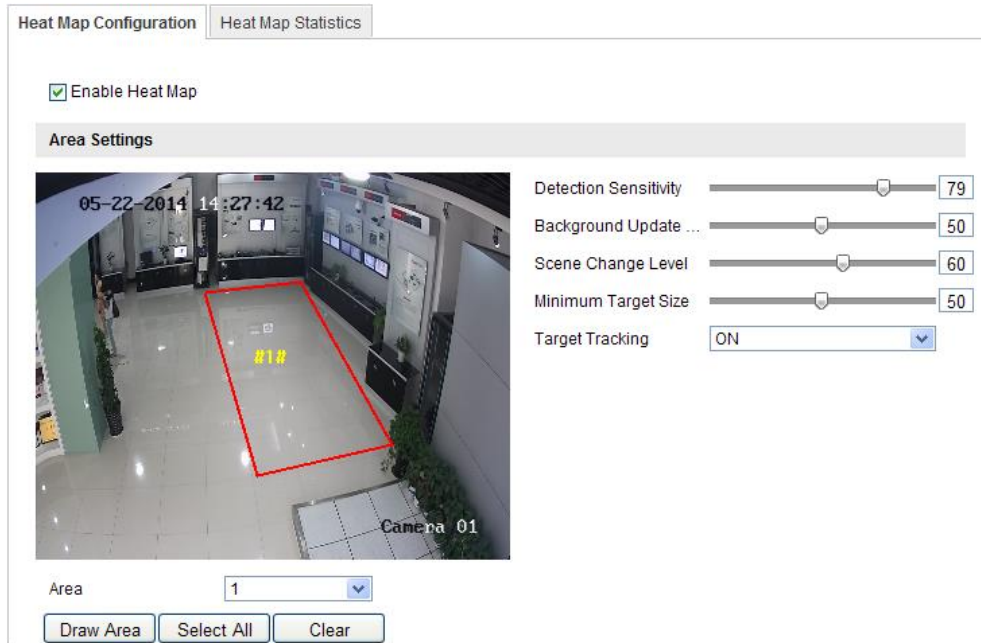 Heat Map Configuration
Heat Map Statistics
Enable Heat Map
Area Settings
05-22-2014 14:27:42
#1#
Camera 01
Detection Sensitivity 79
Background Update ... 50
Scene Change Level 60
Minimum Target Size 50
Target Tracking ON
Area 1
Draw Area Select All Clear